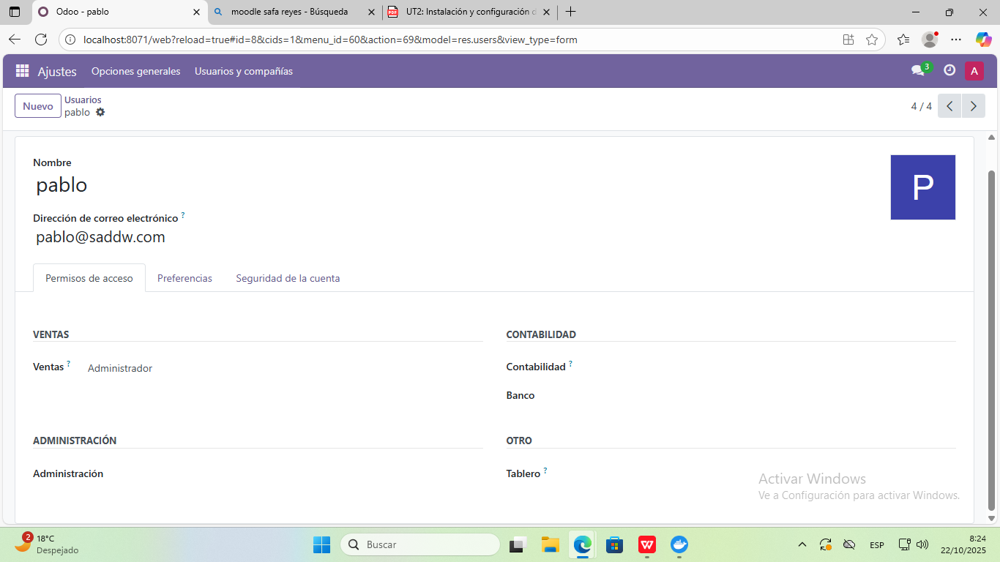 Odoo - pablo
moodle safa reyes - Búsqueda
PDF
UT2: Instalación y configuración d
localhost:8071/web?reload=true#id=8&cids=1&menu_id=60&action=69&model=res.users&view_type=form
Ajustes
Opciones generales
Usuarios y compañías
3
A
Nuevo
Usuarios
pablo
4 / 4
Nombre
pablo
P
Dirección de correo electrónico ?
pablo@saddw.com
Permisos de acceso
Preferencias
Seguridad de la cuenta
VENTAS
CONTABILIDAD
Ventas ?
Administrador
Contabilidad ?
Banco
ADMINISTRACIÓN
OTRO
Administración
Tablero ?
Activar Windows
Ve a Configuración para activar Windows.
2
18°C
Despejado
Buscar
W
ESP
8:24
22/10/2025